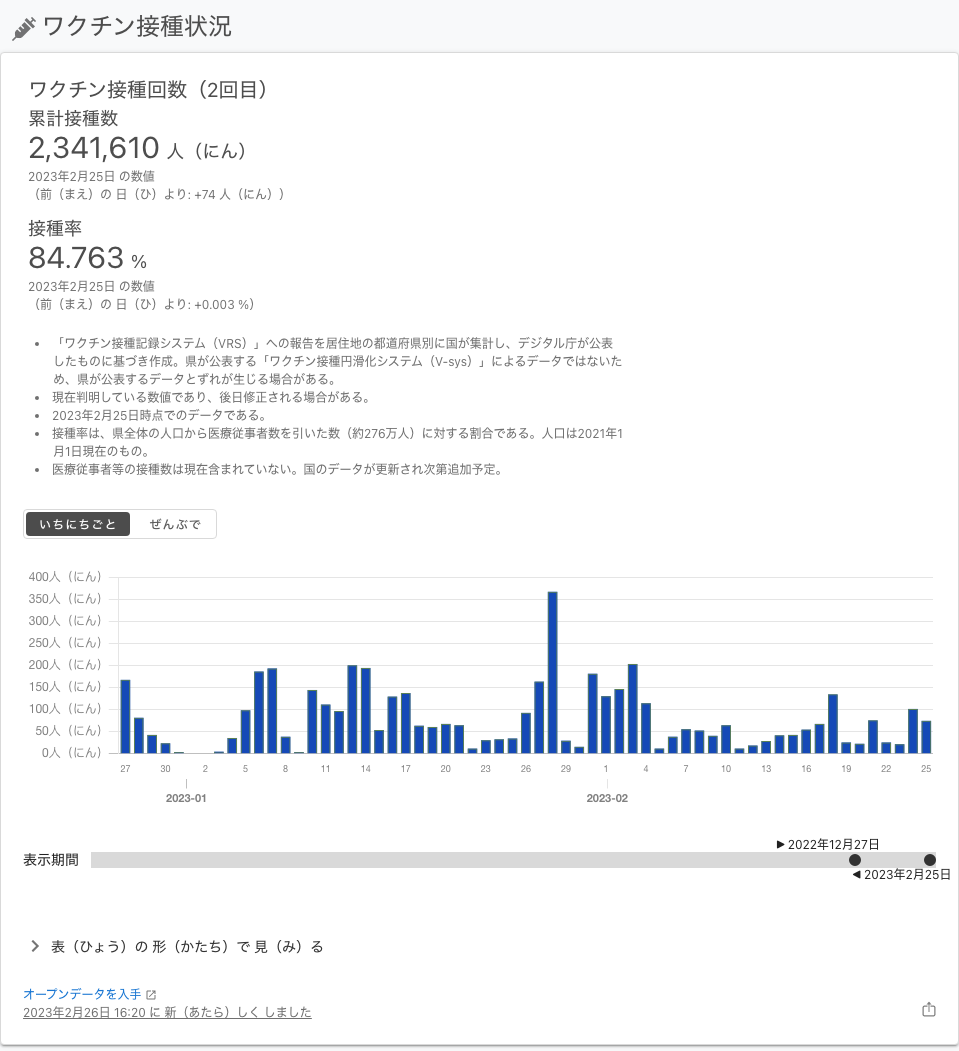 ワクチン接種状況
ワクチン接種回数（2回目）
累計接種数
2,341,610 人（にん）
2023年2月25日 の数値
（前（まえ）の 日（ひ）より: +74 人（にん））
接種率
84.763 %
2023年2月25日 の数値
（前（まえ）の 日（ひ）より: +0.003 %）
• 「ワクチン接種記録システム（VRS）」への報告を居住地の都道府県別に国が集計し、デジタル庁が公表
したものに基づき作成。県が公表する「ワクチン接種円滑化システム（V-sys）」によるデータではないた
め、県が公表するデータとずれが生じる場合がある。
• 現在判明している数値であり、後日修正される場合がある。
• 2023年2月25日時点でのデータである。
• 接種率は、県全体の人口から医療従事者数を引いた数（約276万人）に対する割合である。人口は2021年1
月1日現在のもの。
• 医療従事者等の接種数は現在含まれていない。国のデータが更新され次第追加予定。
いちにちごと ぜんぶで
400人（にん）
350人（にん）
300人（にん）
250人（にん）
200人（にん）
150人（にん）
100人（にん）
50人（にん）
0人（にん）
27 30 2 5 8 11 14 17 20 23 26 29 1 4 7 10 13 16 19 22 25
2023-01 2023-02
2022年12月27日
表示期間
2023年2月25日
表（ひょう）の 形（かたち）で 見（み）る
オープンデータを入手
2023年2月26日 16:20 に 新（あたら）しく しました